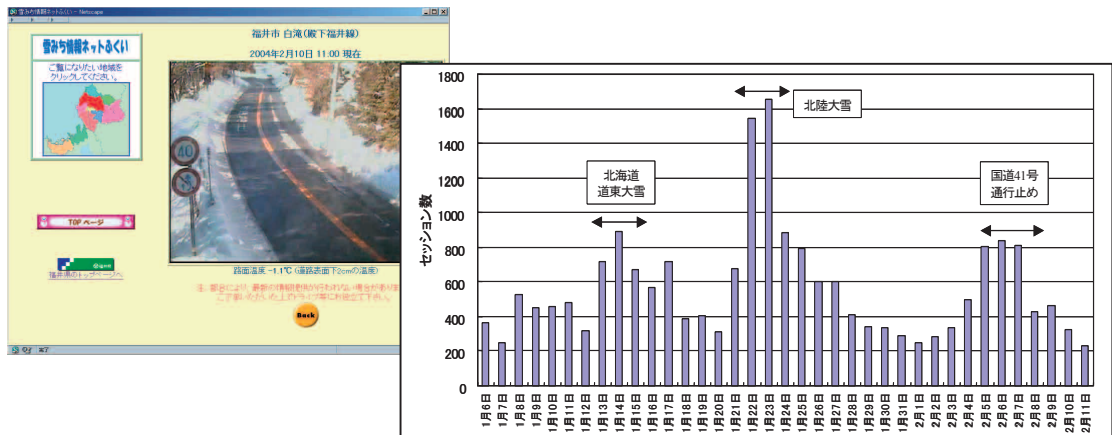 雪みち情報ネットふくい - Netscape
雪みち情報ネットふくい
ご覧になりたい地域を
クリックしてください。
TOP ページ
福井県のトップページへ
福井市 白滝(殿下福井線)
2004年2月10日 11:00 現在
40
路面温度 -1.1℃ (道路表面下2cmの温度)
Back
完了
セッション数
1800
1600
1400
1200
1000
800
600
400
200
0
北海道
道東大雪
北陸大雪
国道41号
通行止め
1月6日
1月7日
1月8日
1月9日
1月10日
1月11日
1月12日
1月13日
1月14日
1月15日
1月16日
1月17日
1月18日
1月19日
1月20日
1月21日
1月22日
1月23日
1月24日
1月25日
1月26日
1月27日
1月28日
1月29日
1月30日
1月31日
2月1日
2月2日
2月3日
2月4日
2月5日
2月6日
2月7日
2月8日
2月9日
2月10日
2月11日